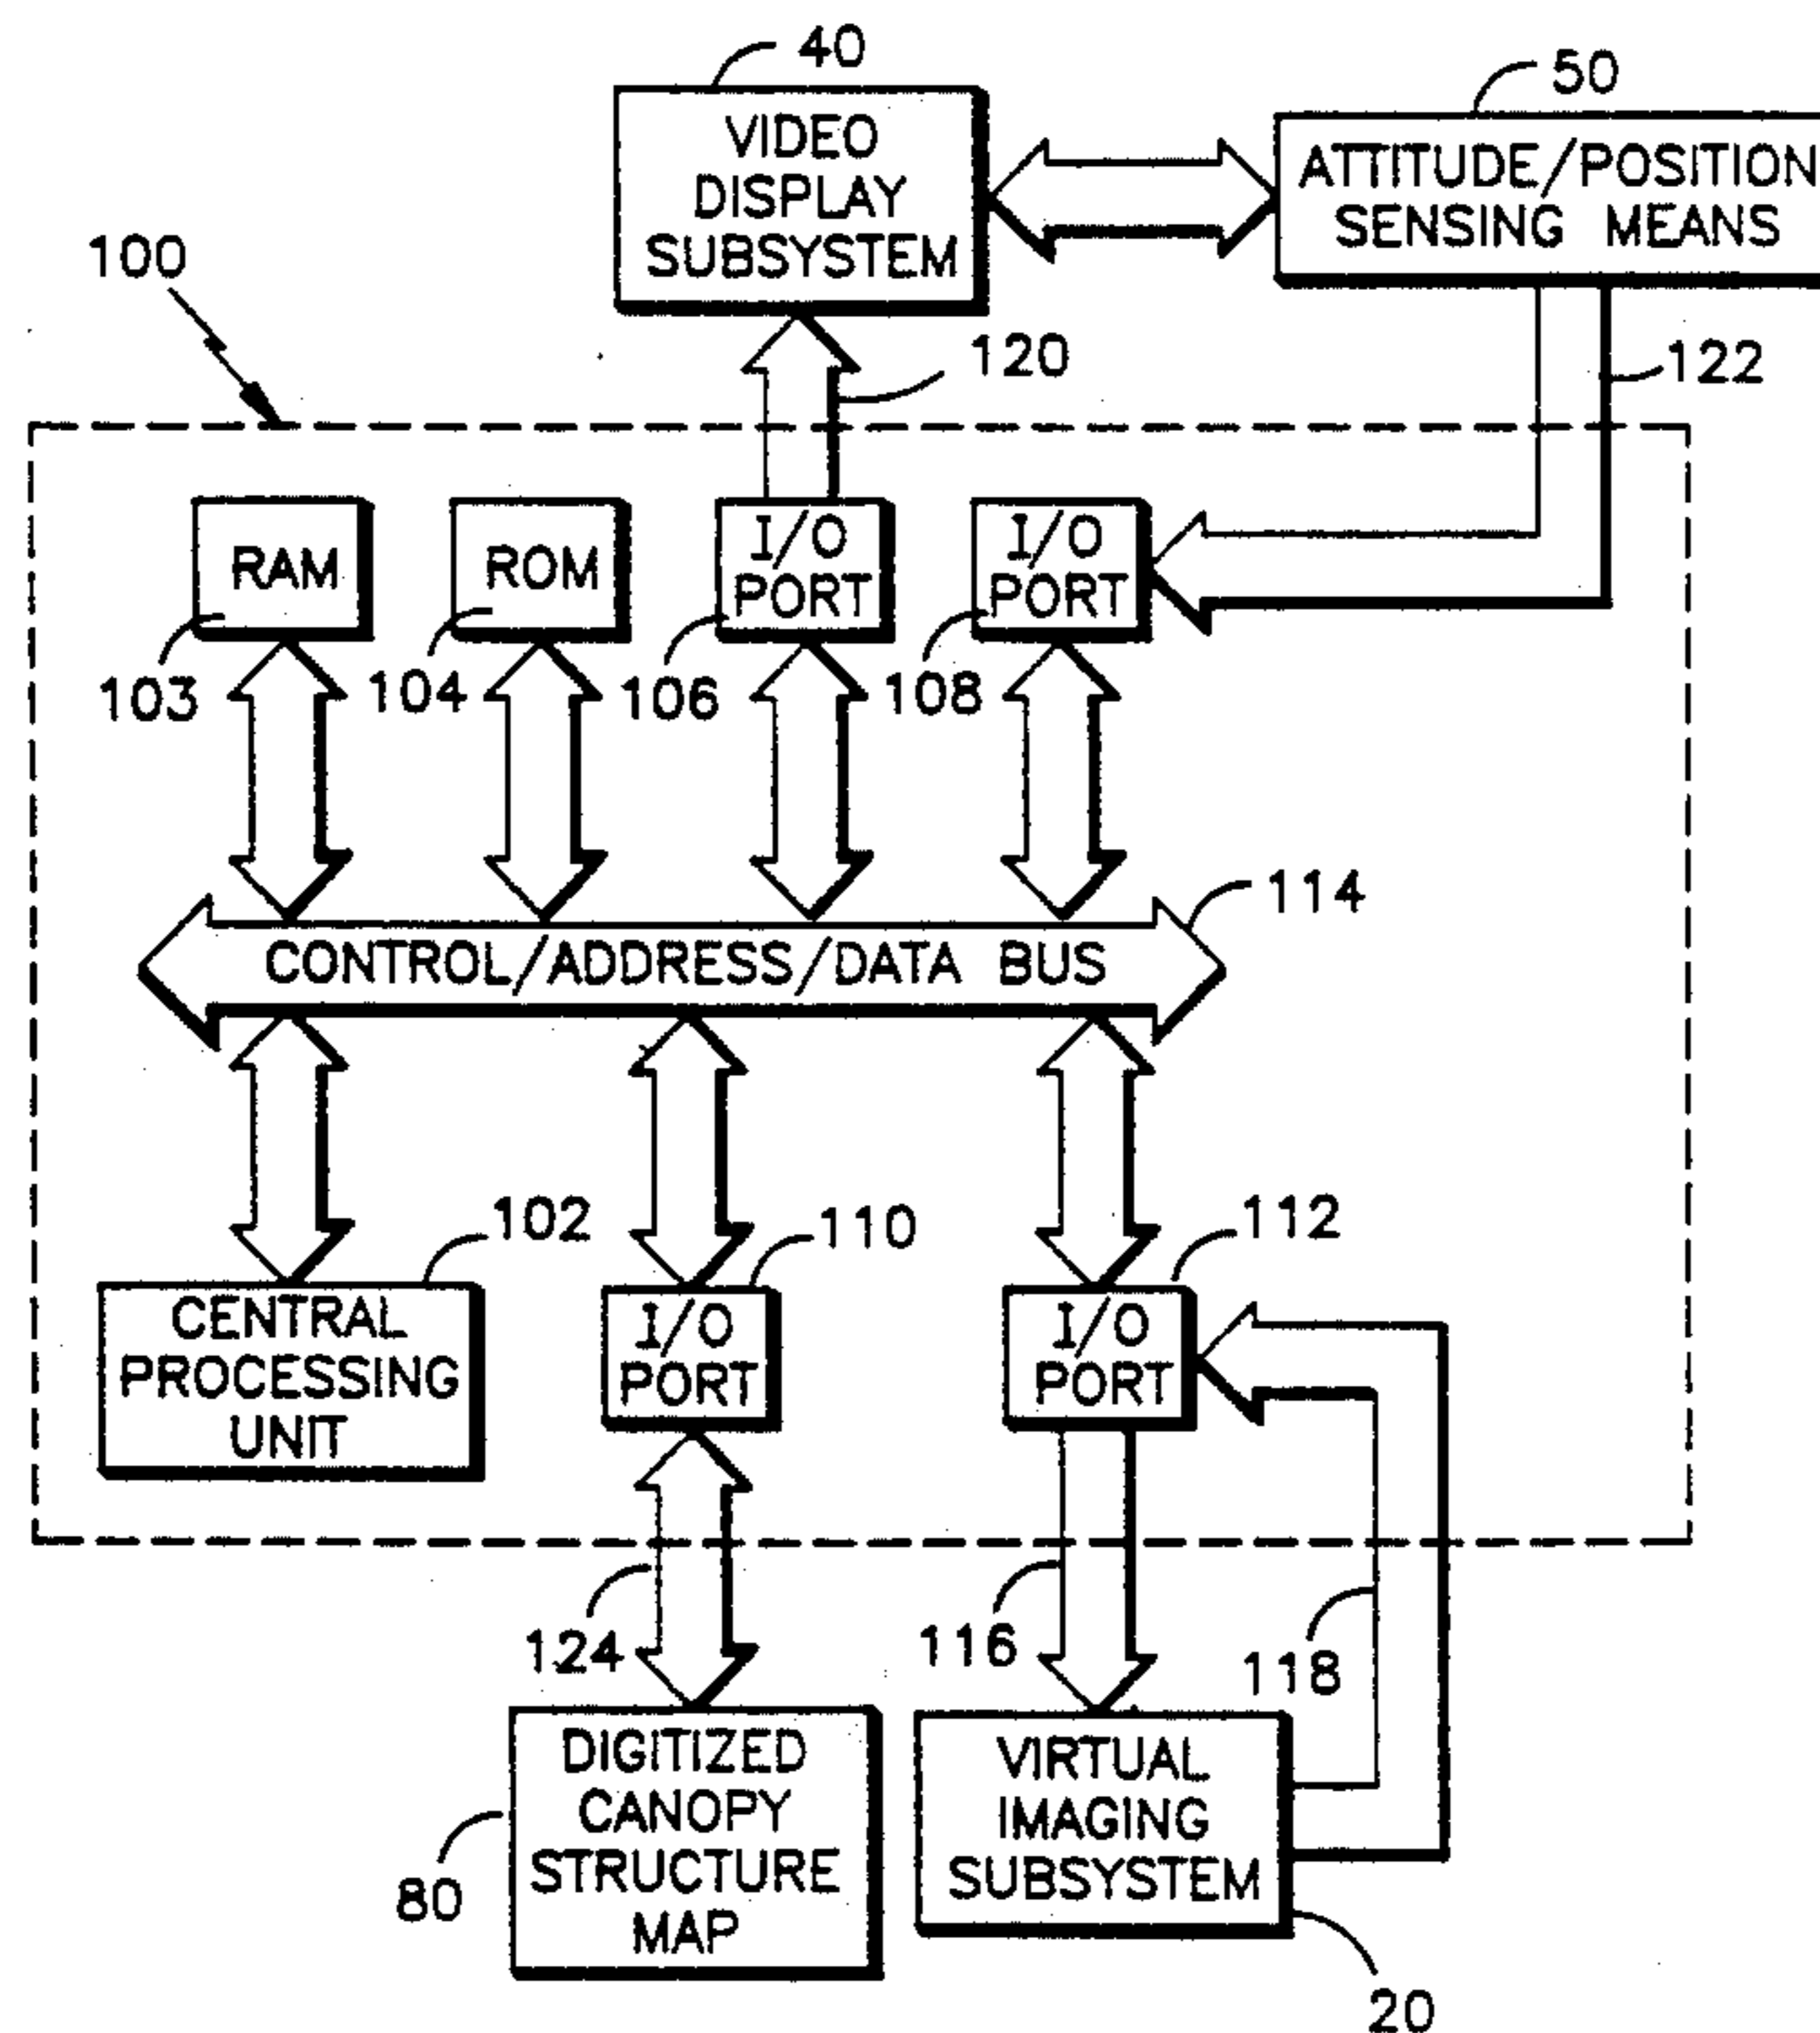 40
50
VIDEO
DISPLAY
SUBSYSTEM
ATTITUDE/POSITION
SENSING MEANS
100
120
122
RAM
ROM
I/O
PORT
I/O
PORT
103
104
106
108
114
CONTROL/ADDRESS/DATA BUS
102
110
112
CENTRAL
PROCESSING
UNIT
I/O
PORT
I/O
PORT
124
116
118
DIGITIZED
CANOPY
STRUCTURE
MAP
VIRTUAL
IMAGING
SUBSYSTEM
80
20